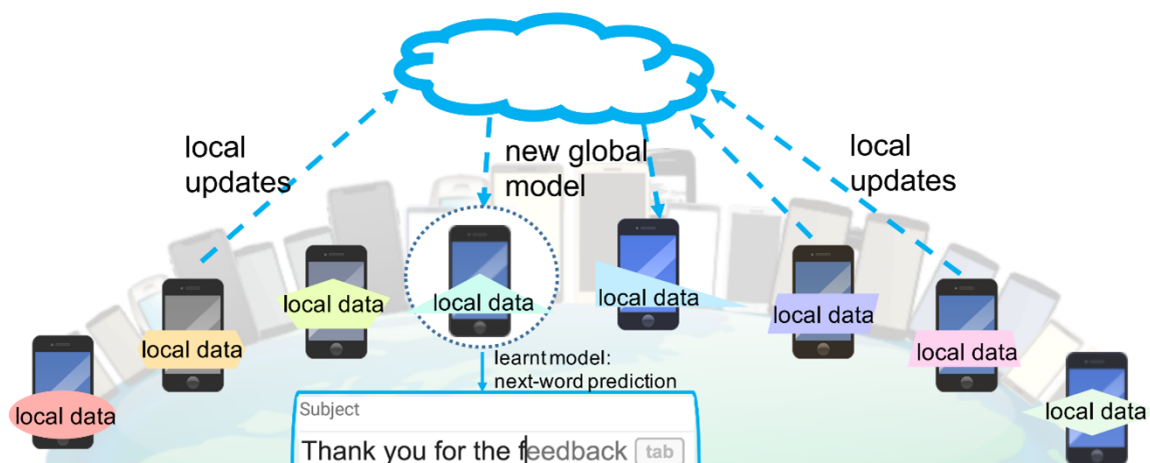 local
updates
new global
model
local
updates
local data
local data
local data
local data
local data
local data
local data
local data
learnt model:
next-word prediction
Subject
Thank you for the feedback tab